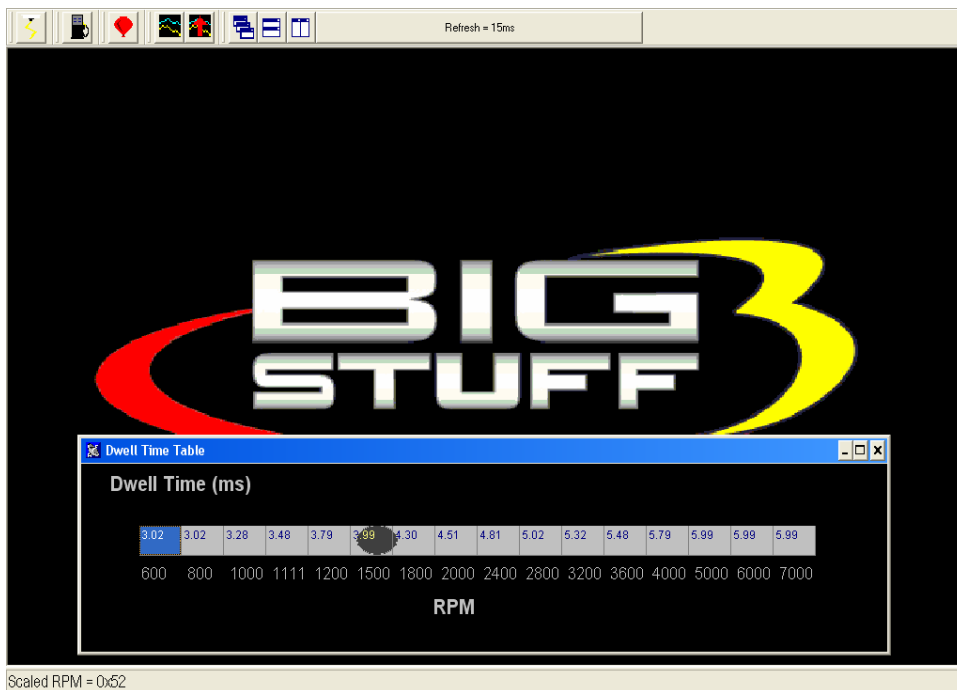 Refresh = 15ms
BIG 3
STUFF
Dwell Time Table
Dwell Time (ms)
3.02 3.02 3.28 3.48 3.79 3.99 4.30 4.51 4.81 5.02 5.32 5.48 5.79 5.99 5.99 5.99
600 800 1000 1111 1200 1500 1800 2000 2400 2800 3200 3600 4000 5000 6000 7000
RPM
Scaled RPM = 0x52